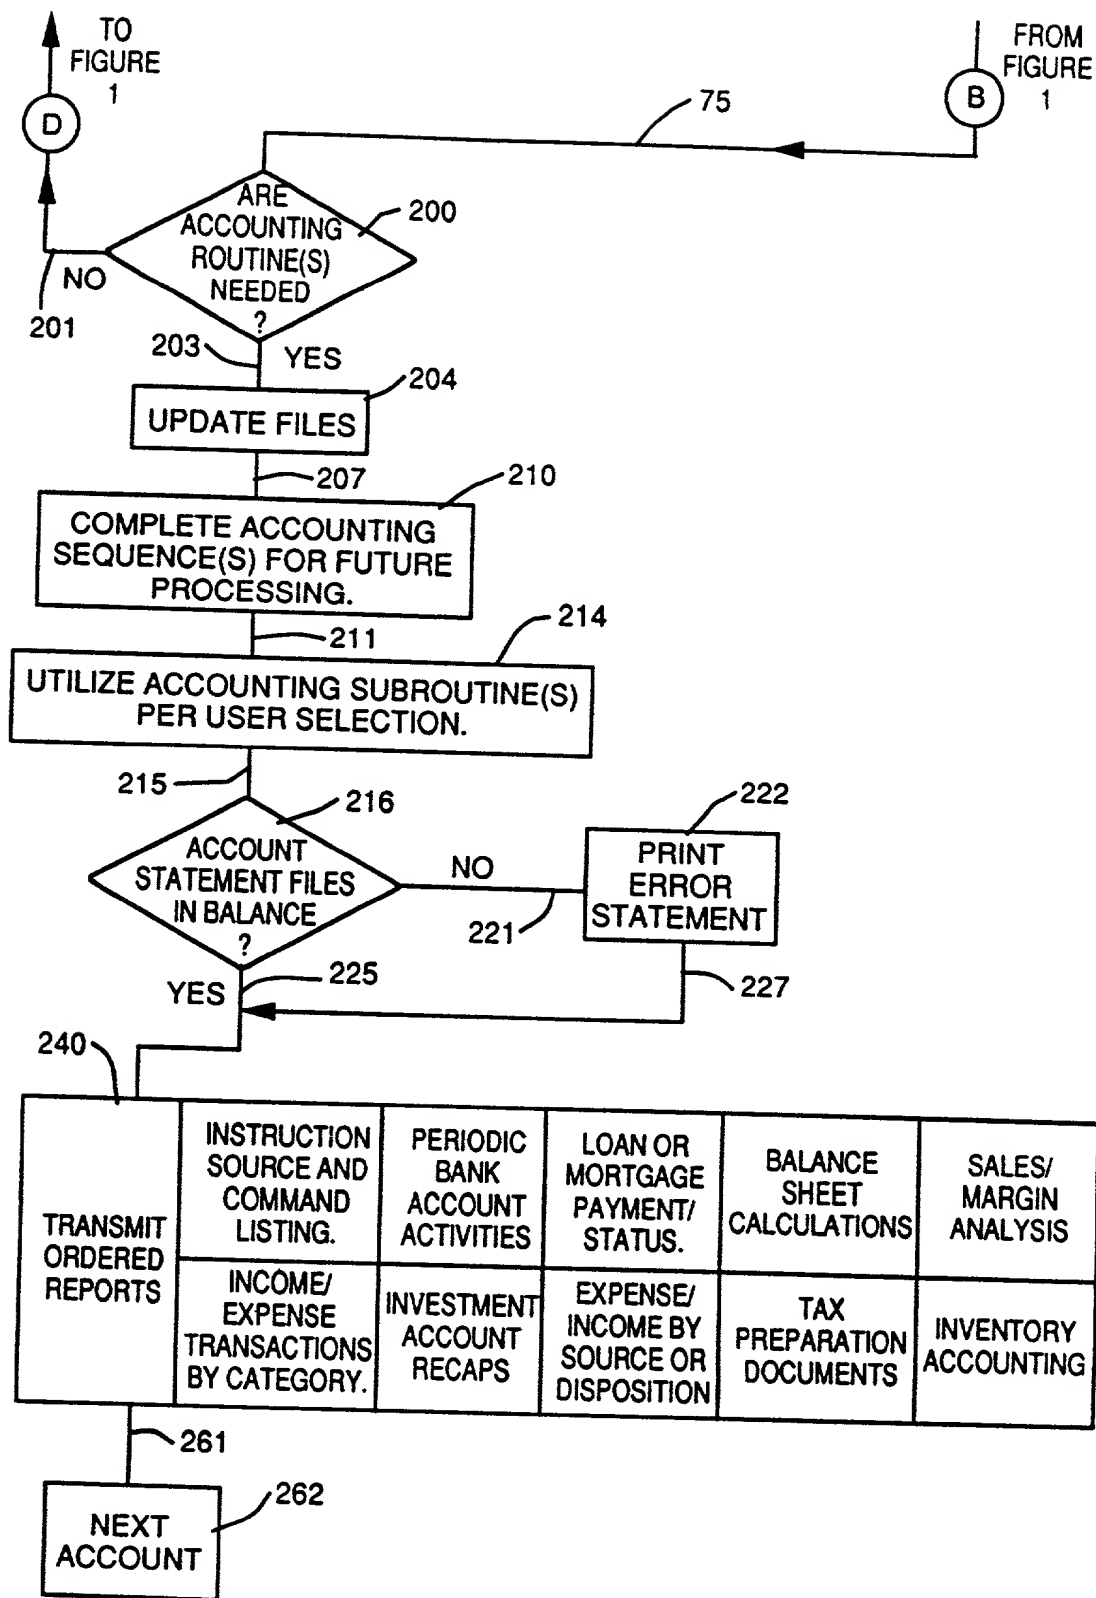 TO
FIGURE
1
D
75
FROM
FIGURE
1
B
ARE
ACCOUNTING
ROUTINE(S)
NEEDED
?
200
NO
201
203
YES
204
UPDATE FILES
207
210
COMPLETE ACCOUNTING
SEQUENCE(S) FOR FUTURE
PROCESSING.
211
214
UTILIZE ACCOUNTING SUBROUTINE(S)
PER USER SELECTION.
215
216
ACCOUNT
STATEMENT FILES
IN BALANCE
?
NO
221
222
PRINT
ERROR
STATEMENT
227
YES
225
240
TRANSMIT
ORDERED
REPORTS
INSTRUCTION
SOURCE AND
COMMAND
LISTING.
PERIODIC
BANK
ACCOUNT
ACTIVITIES
LOAN OR
MORTGAGE
PAYMENT/
STATUS.
BALANCE
SHEET
CALCULATIONS
SALES/
MARGIN
ANALYSIS
INCOME/
EXPENSE
TRANSACTIONS
BY CATEGORY.
INVESTMENT
ACCOUNT
RECAPS
EXPENSE/
INCOME BY
SOURCE OR
DISPOSITION
TAX
PREPARATION
DOCUMENTS
INVENTORY
ACCOUNTING
261
262
NEXT
ACCOUNT